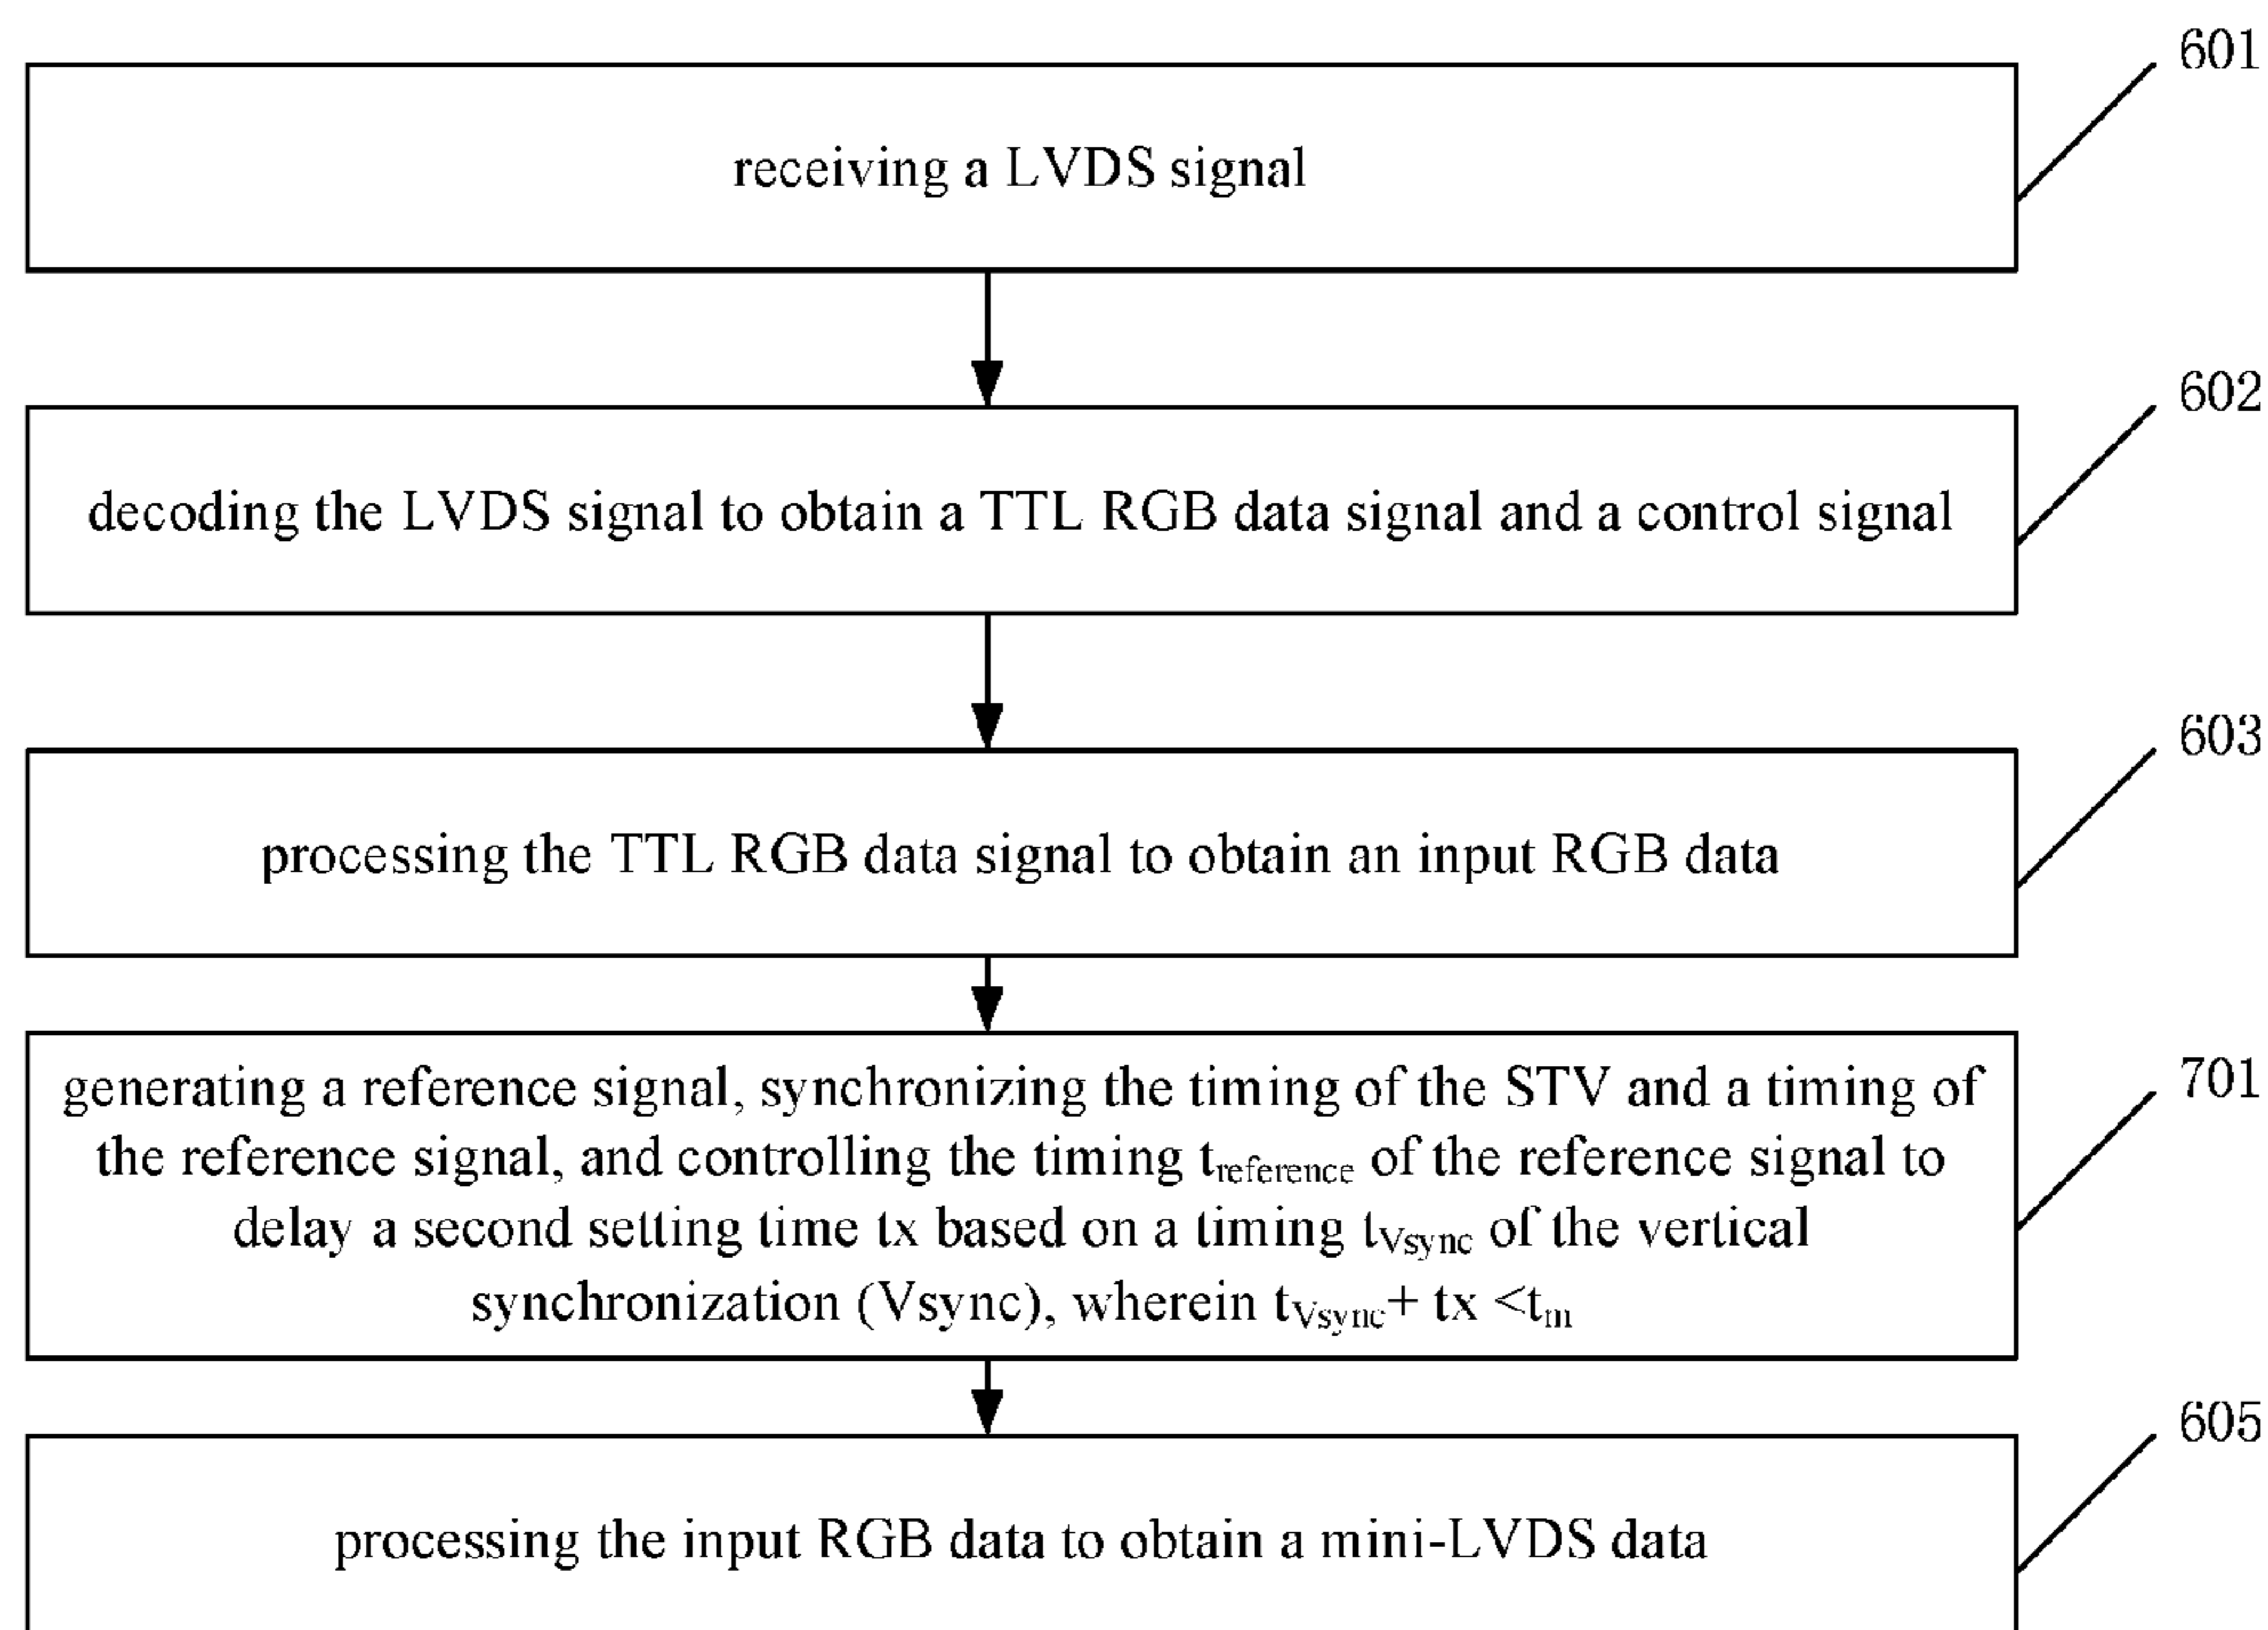 601
receiving a LVDS signal
602
decoding the LVDS signal to obtain a TTL RGB data signal and a control signal
603
processing the TTL RGB data signal to obtain an input RGB data
701
generating a reference signal, synchronizing the timing of the STV and a timing of
the reference signal, and controlling the timing t_reference of the reference signal to
delay a second setting time tx based on a timing t_Vsync of the vertical
synchronization (Vsync), wherein t_Vsync+ tx <t_m
605
processing the input RGB data to obtain a mini-LVDS data